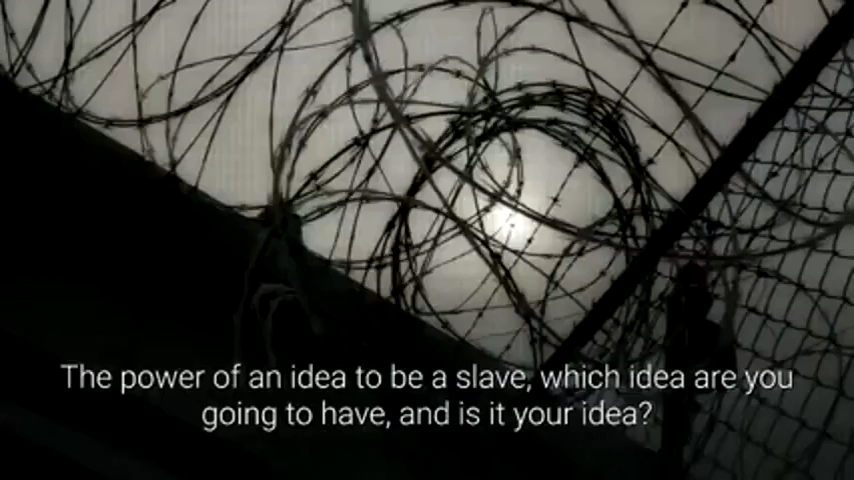 The power of an idea to be a slave, which idea are you
going to have, and is it your idea?